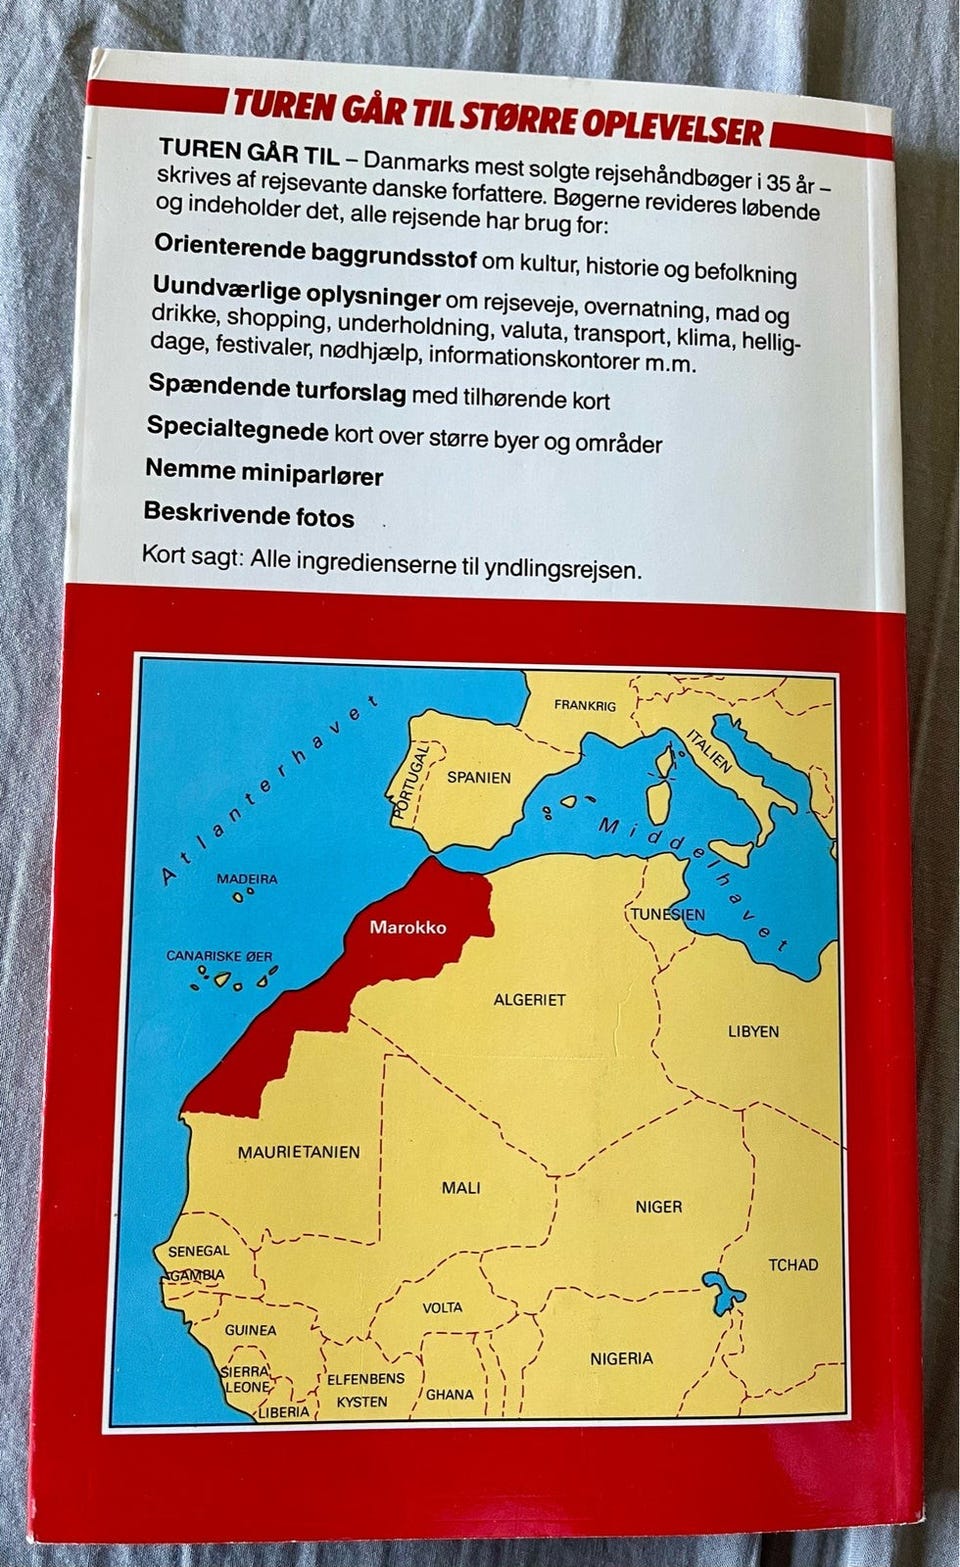 TUREN GÅR TIL STØRRE OPLEVELSER
TUREN GÅR TIL – Danmarks mest solgte rejsehåndbøger i 35 år –
skrives af rejsevante danske forfattere. Bøgerne revideres løbende
og indeholder det, alle rejsende har brug for:
Orienterende baggrundsstof om kultur, historie og befolkning
Uundværlige oplysninger om rejseveje, overnatning, mad og
drikke, shopping, underholdning, valuta, transport, klima, hellig-
dage, festivaler, nødhjælp, informationskontorer m.m.
Spændende turforslag med tilhørende kort
Specialtegnede kort over større byer og områder
Nemme miniparlører
Beskrivende fotos
Kort sagt: Alle ingredienserne til yndlingsrejsen.
Atlanterhavet
FRANKRIG
ITALIEN
PORTUGAL
SPANIEN
Middelhavet
MADEIRA
Marokko
TUNESIEN
CANARISKE ØER
ALGERIET
LIBYEN
MAURIETANIEN
MALI
NIGER
SENEGAL
GAMBIA
TCHAD
VOLTA
GUINEA
NIGERIA
SIERRA
LEONE
ELFENBENS
KYSTEN
GHANA
LIBERIA